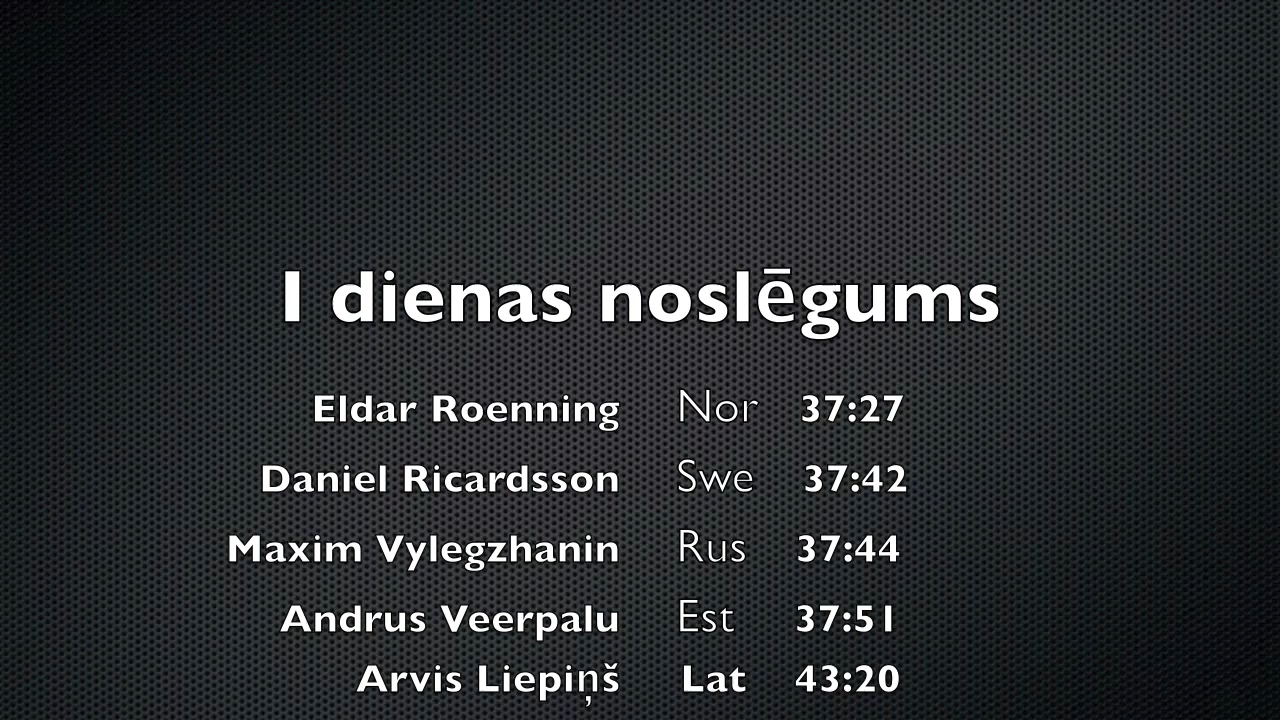 I dienas noslēgums
Eldar Roenning Nor 37:27
Daniel Ricardsson Swe 37:42
Maxim Vylegzhanin Rus 37:44
Andrus Veerpalu Est 37:51
Arvis Liepiņš Lat 43:20